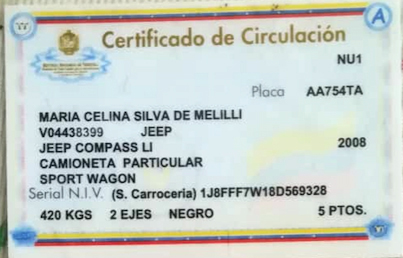 Certificado de Circulación
NU1
Placa AA754TA
MARIA CELINA SILVA DE MELILLI
V04438399 JEEP
JEEP COMPASS LI 2008
CAMIONETA PARTICULAR
SPORT WAGON
Serial N.I.V. (S. Carroceria) 1J8FFF7W18D569328
420 KGS 2 EJES NEGRO 5 PTOS.
A